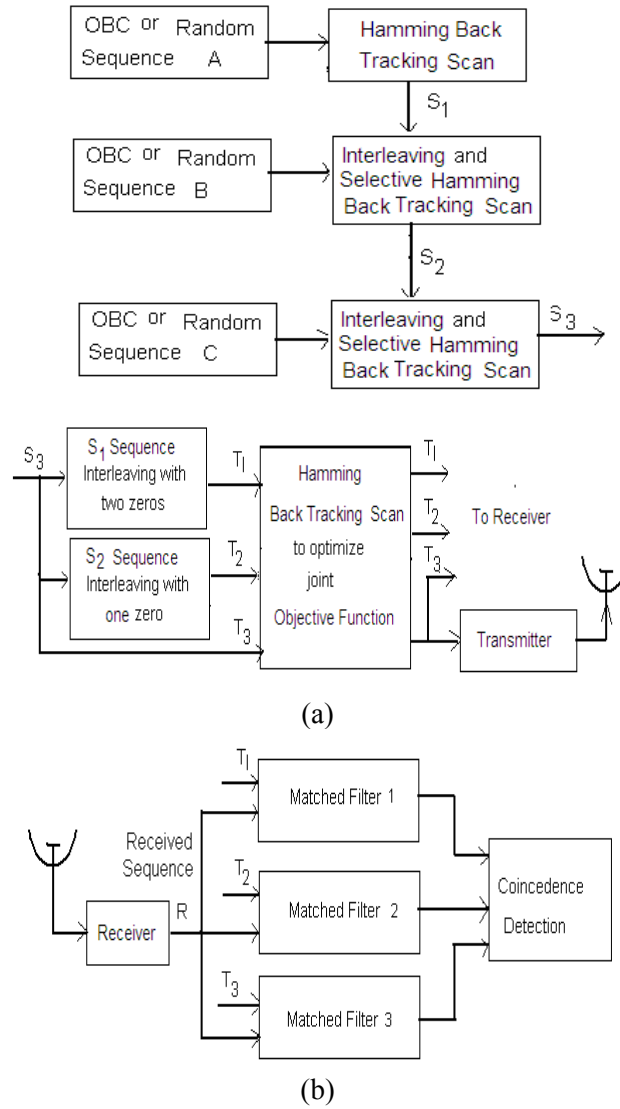 OBC or Random
Sequence A
Hamming Back
Tracking Scan
S1
OBC or Random
Sequence B
Interleaving and
Selective Hamming
Back Tracking Scan
S2
OBC or Random
Sequence C
Interleaving and
Selective Hamming
Back Tracking Scan
S3
S3
S1 Sequence
Interleaving with
two zeros
T1
S2 Sequence
Interleaving with
one zero
T2
T3
Hamming
Back Tracking Scan
to optimize
joint
Objective Function
T1
T2
T3
To Receiver
Transmitter
(a)
Received
Sequence
R
Receiver
T1
Matched Filter 1
T2
Matched Filter 2
T3
Matched Filter 3
Coincedence
Detection
(b)